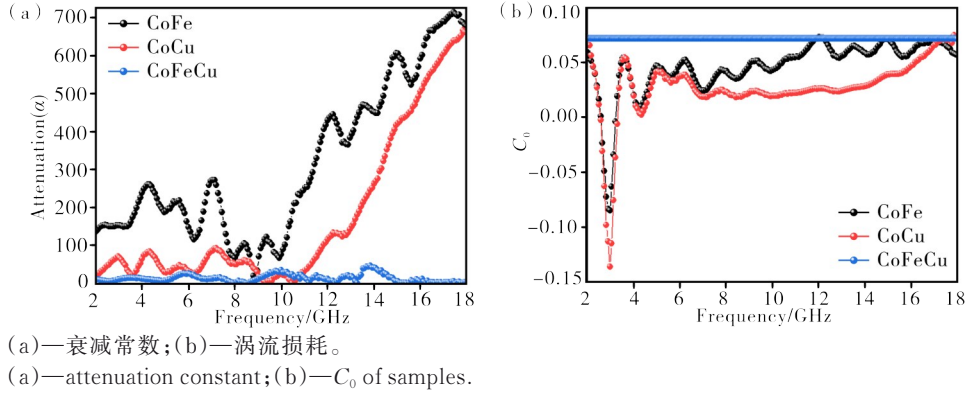 (a)
700
600
500
400
300
200
100
0
Attenuation(α)
CoFe
CoCu
CoFeCu
2 4 6 8 10 12 14 16 18
Frequency/GHz
(b)
0.10
0.05
0.00
−0.05
−0.10
−0.15
C₀
CoFe
CoCu
CoFeCu
2 4 6 8 10 12 14 16 18
Frequency/GHz
(a)—衰减常数;(b)—涡流损耗。
(a)—attenuation constant;(b)—C₀ of samples.